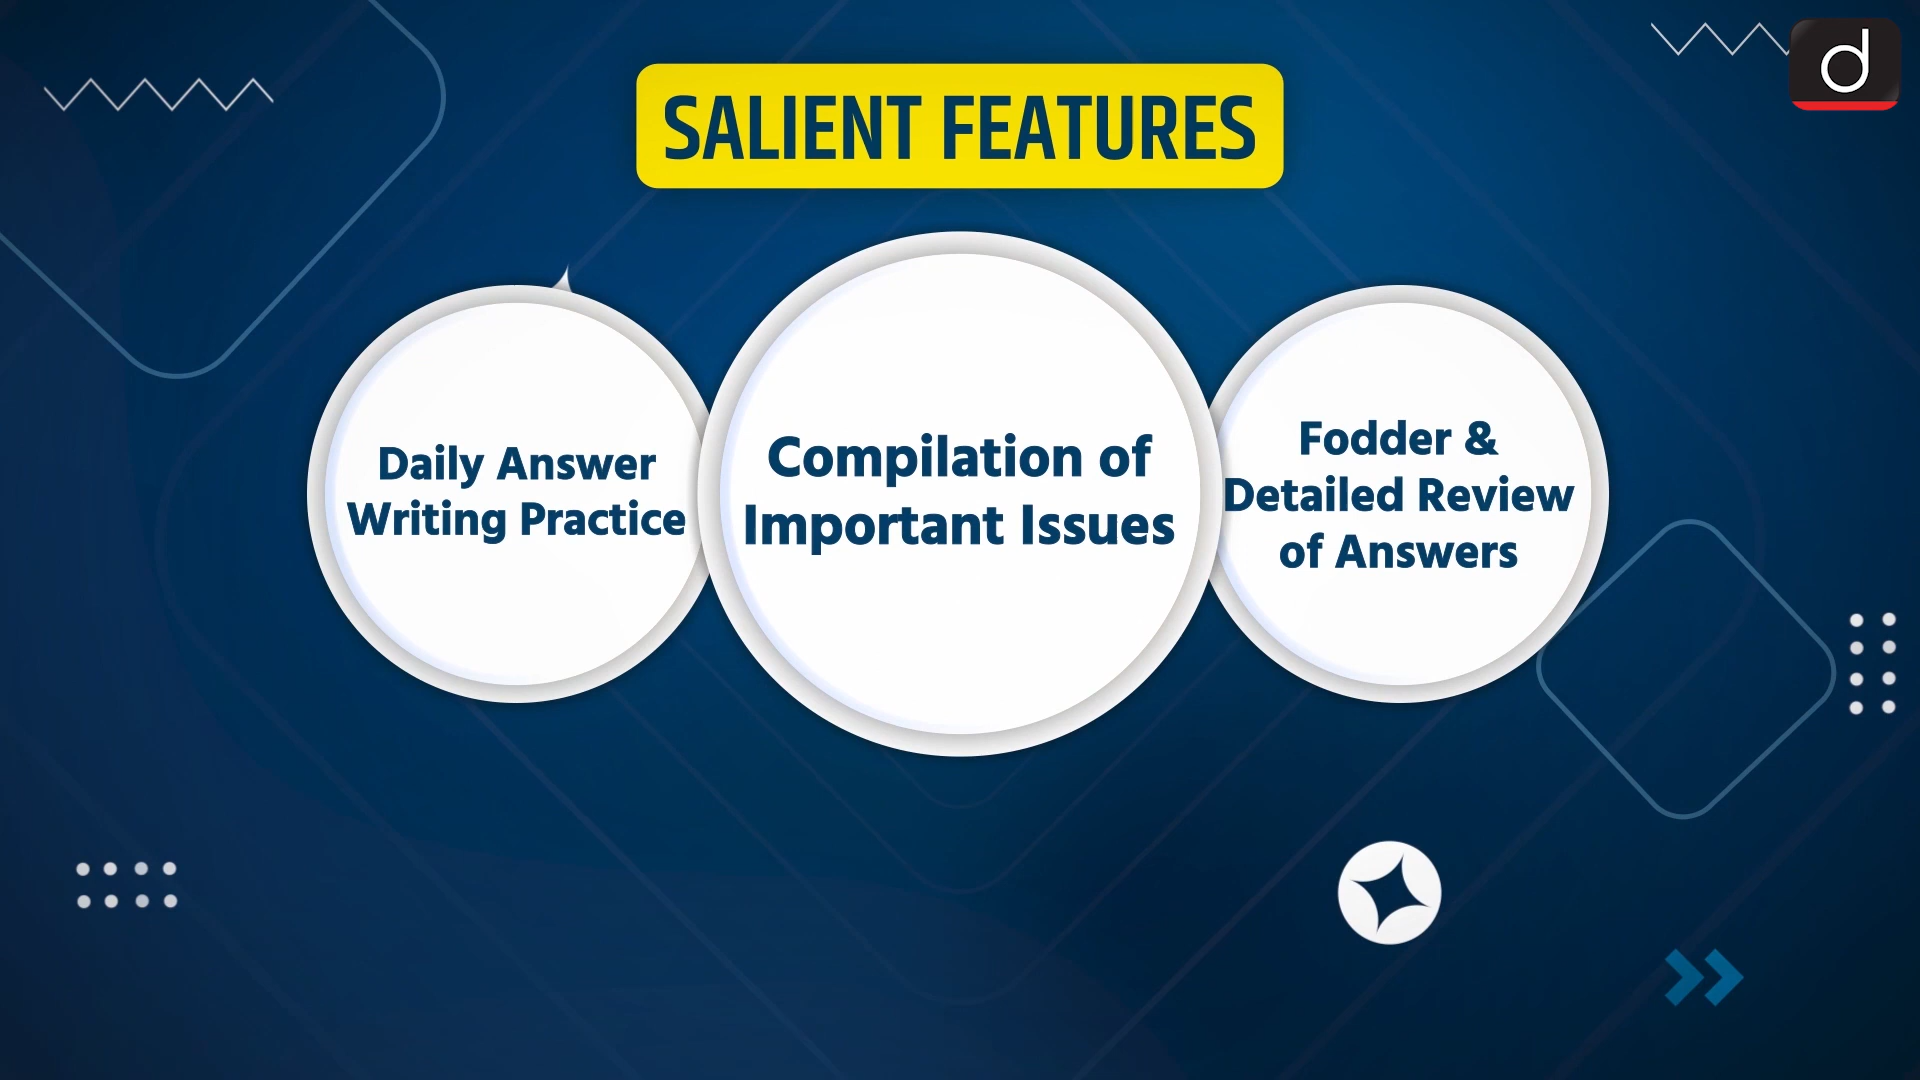 SALIENT FEATURES
d
Daily Answer
Writing Practice
Compilation of
Important Issues
Fodder &
Detailed Review
of Answers